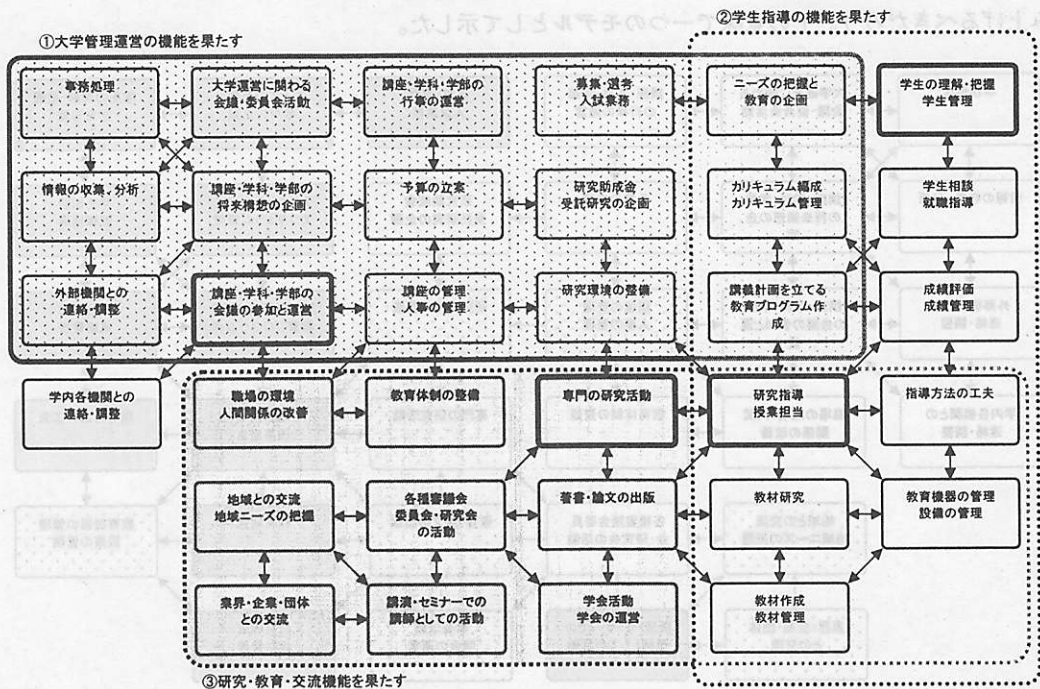 ①大学管理運営の機能を果たす
②学生指導の機能を果たす
事務処理
大学運営に関わる
会議・委員会活動
講座・学科・学部の
行事の運営
募集・選考
入試業務
ニーズの把握と
教育の企画
学生の理解・把握
学生管理
情報の収集、分析
講座・学科・学部の
将来構想の企画
予算の立案
研究助成金
受託研究の企画
カリキュラム編成
カリキュラム管理
学生相談
就職指導
外部機関との
連絡・調整
講座・学科・学部の
会議の参加と運営
講座の管理
人事の管理
研究環境の整備
講義計画を立てる
教育プログラム作
成
成績評価
成績管理
学内各機関との
連絡・調整
職場の環境
人間関係の改善
教育体制の整備
専門の研究活動
研究指導
授業担当
指導方法の工夫
地域との交流
地域ニーズの把握
各種審議会
委員会・研究会
の活動
著書・論文の出版
教材研究
教育機器の管理
設備の管理
業界・企業・団体
との交流
講演・セミナーでの
講師としての活動
学会活動
学会の運営
教材作成
教材管理
③研究・教育・交流機能を果たす